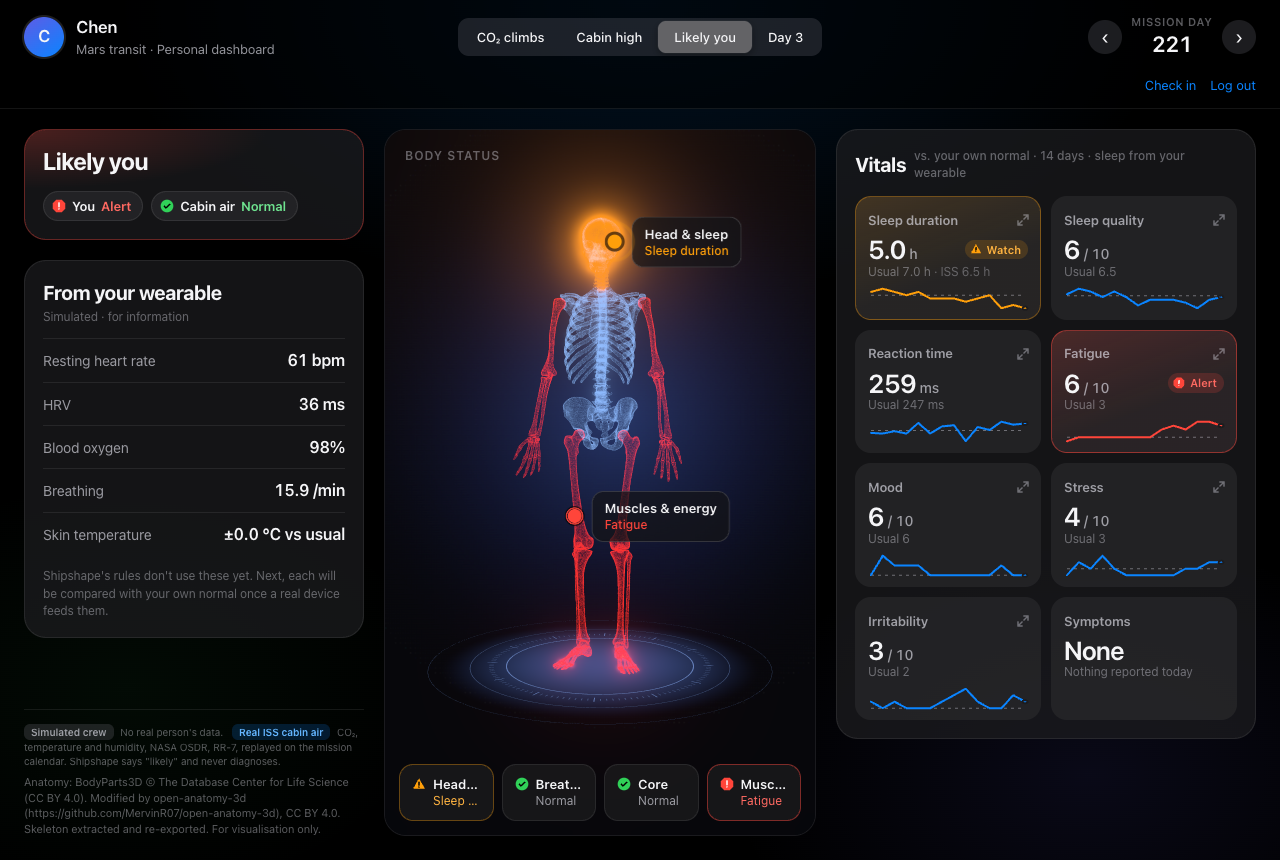 C
Chen
Mars transit · Personal dashboard
CO₂ climbs
Cabin high
Likely you
Day 3
‹
MISSION DAY
221
›
Check in
Log out
Likely you
You Alert
Cabin air Normal
From your wearable
Simulated · for information
Resting heart rate
61 bpm
HRV
36 ms
Blood oxygen
98%
Breathing
15.9 /min
Skin temperature
±0.0 °C vs usual
Shipshape's rules don't use these yet. Next, each will
be compared with your own normal once a real device
feeds them.
Simulated crew No real person's data. Real ISS cabin air CO₂,
temperature and humidity, NASA OSDR, RR-7, replayed on the mission
calendar. Shipshape says "likely" and never diagnoses.
Anatomy: BodyParts3D © The Database Center for Life Science
(CC BY 4.0). Modified by open-anatomy-3d
(https://github.com/MervinR07/open-anatomy-3d), CC BY 4.0.
Skeleton extracted and re-exported. For visualisation only.
BODY STATUS
Head & sleep
Sleep duration
Muscles & energy
Fatigue
Head...
Sleep ...
Breat...
Normal
Core
Normal
Musc...
Fatigue
Vitals
vs. your own normal · 14 days · sleep from your
wearable
Sleep duration
5.0 h
Watch
Usual 7.0 h · ISS 6.5 h
Sleep quality
6 / 10
Usual 6.5
Reaction time
259 ms
Usual 247 ms
Fatigue
6 / 10
Alert
Usual 3
Mood
6 / 10
Usual 6
Stress
4 / 10
Usual 3
Irritability
3 / 10
Usual 2
Symptoms
None
Nothing reported today